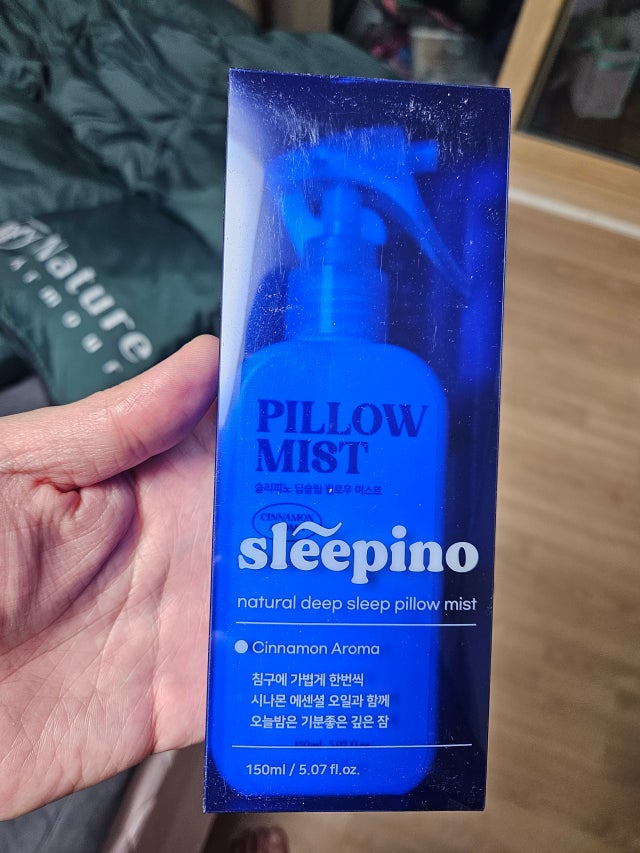 Nature
Armour
PILLOW
MIST
슬리피노 딥슬립 필로우 미스트
CINNAMON
sleepino
natural deep sleep pillow mist
Cinnamon Aroma
침구에 가볍게 한번씩
시나몬 에센셜 오일과 함께
오늘밤은 기분좋은 깊은 잠
150ml / 5.07 fl.oz.